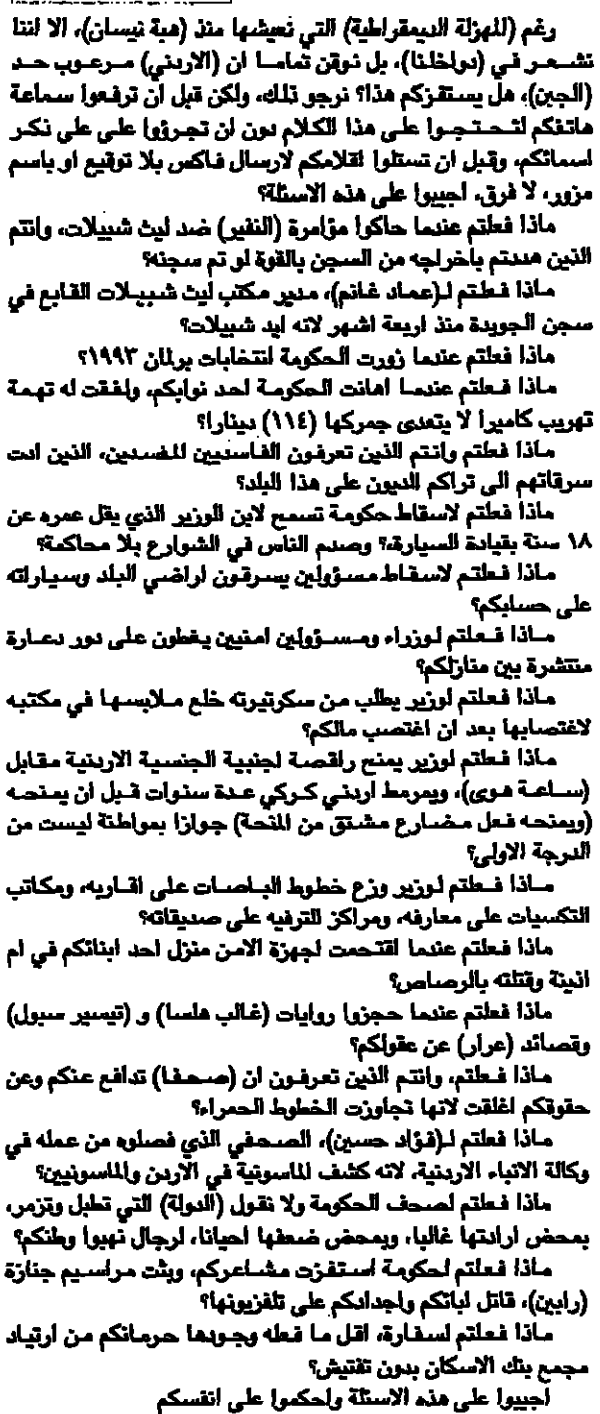 رغم (المهزلة الديمقراطية) التي نعيشها منذ (هبة نيسان)، الا اننا
نشعر في (دواخلنا)، بل نوقن تماما ان (الاردني) مرعوب حد
(الجبن)، هل يستفزكم هذا؟ نرجو ذلك، ولكن قبل ان ترفعوا سماعة
هاتفكم لتحتجوا على هذا الكلام دون ان تجرؤوا على على ذكر
اسمائكم، وقبل ان تستلوا اقلامكم لارسال فاكس بلا توقيع او باسم
مزور، لا فرق، اجيبوا على هذه الاسئلة؟
ماذا فعلتم عندما حاكوا مؤامرة (النفير) ضد ليث شبيلات، وانتم
الذين هددتم باخراجه من السجن بالقوة لو تم سجنه؟
ماذا فعلتم لـ(عماد غانم)، مدير مكتب ليث شبيلات القابع في
سجن الجويدة منذ اربعة اشهر لانه ايد شبيلات؟
ماذا فعلتم عندما زورت الحكومة انتخابات برلمان ١٩٩٣؟
ماذا فعلتم عندما اهانت الحكومة احد نوابكم، ولفقت له تهمة
تهريب كاميرا لا يتعدى جمركها (١١٤) دينارا؟
ماذا فعلتم وانتم الذين تعرفون الفاسديين المفسدين، الذين ادت
سرقاتهم الى تراكم الديون على هذا البلد؟
ماذا فعلتم لاسقاط حكومة تسمح لابن الوزير الذي يقل عمره عن
١٨ سنة بقيادة السيارة،؟ وصدم الناس في الشوارع بلا محاكمة؟
ماذا فعلتم لاسقاط مسؤولين يسرقون اراضي البلد وسياراته
على حسابكم؟
ماذا فعلتم لوزراء ومسؤولين امنيين يغطون على دور دعارة
منتشرة بين منازلكم؟
ماذا فعلتم لوزير يطلب من سكرتيرته خلع ملابسها في مكتبه
لاغتصابها بعد ان اغتصب مالكم؟
ماذا فعلتم لوزير يمنح راقصة اجنبية الجنسية الاردنية مقابل
(ساعة هوى)، ويمرمط اردني كركي عدة سنوات قبل ان يمنحه
(ويمنحه فعل مضارع مشتق من المنحة) جوازا بمواطنة ليست من
الدرجة الاولى؟
ماذا فعلتم لوزير وزع خطوط الباصات على اقاربه، ومكاتب
التكسيات على معارفه، ومراكز للترفيه على صديقاته؟
ماذا فعلتم عندما اقتحمت اجهزة الامن منزل احد ابنائكم في ام
اذينة وقتلته بالرصاص؟
ماذا فعلتم عندما حجزوا روايات (غالب هلسا) و (تيسير سبول)
وقصائد (عرار) عن عقولكم؟
ماذا فعلتم، وانتم الذين تعرفون ان (صحفا) تدافع عنكم وعن
حقوقكم اغلقت لانها تجاوزت الخطوط الحمراء؟
ماذا فعلتم لـ(فؤاد حسين)، الصحفي الذي فصلوه من عمله في
وكالة الانباء الاردنية، لانه كشف الماسونية في الاردن والماسونيين؟
ماذا فعلتم لصحف الحكومة ولا نقول (الدولة) التي تطبل وتزمر،
بمحض ارادتها غالبا، وبمحض ضعفها احيانا، لرجال نهبوا وطنكم؟
ماذا فعلتم لحكومة استفزت مشاعركم، وبثت مراسيم جنازة
(رابين)، قاتل ابائكم واجدادكم على تلفزيونها؟
ماذا فعلتم لسفارة، اقل ما فعله وجودها حرمانكم من ارتياد
مجمع بنك الاسكان بدون تفتيش؟
اجيبوا على هذه الاسئلة واحكموا على انفسكم